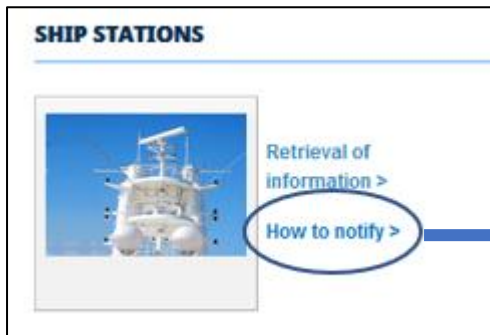 SHIP STATIONS
Retrieval of
information >
How to notify >